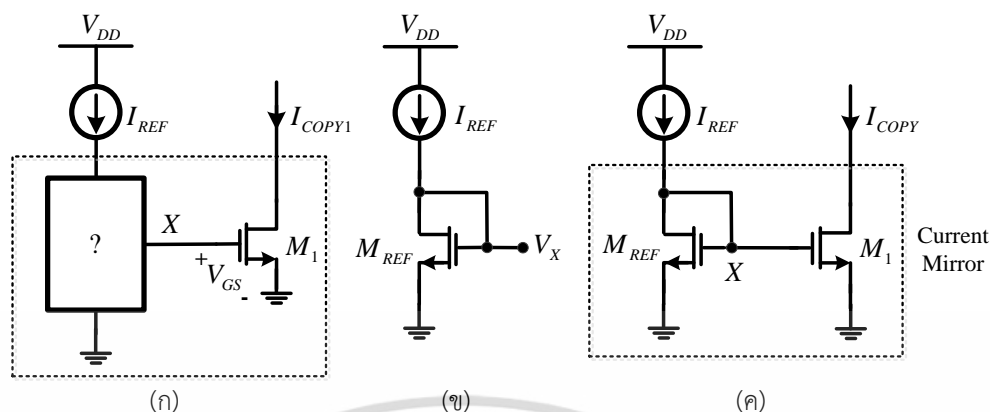 V_DD
I_REF
I_COPY1
?
X
+
V_GS
-
M_1
(ก)
V_DD
I_REF
M_REF
V_X
(ข)
V_DD
I_REF
I_COPY
M_REF
X
M_1
Current
Mirror
(ค)